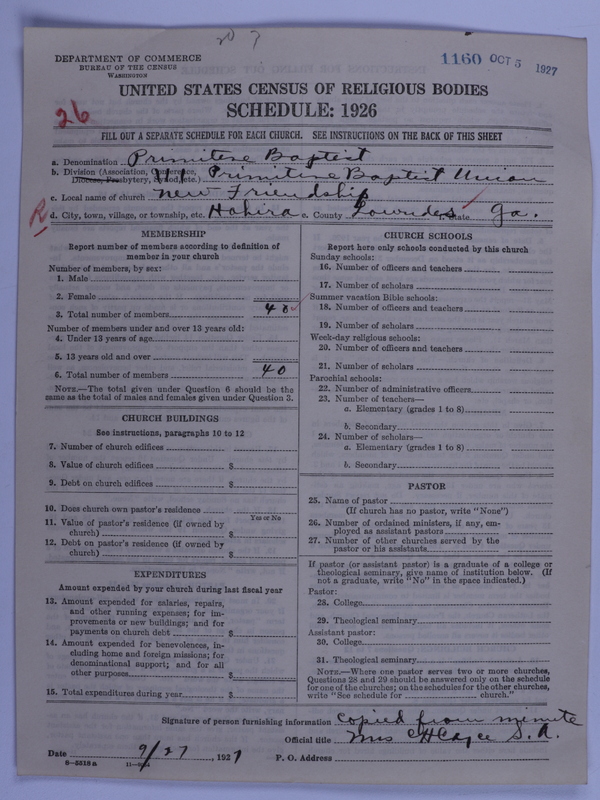 20 7
DEPARTMENT OF COMMERCE
BUREAU OF THE CENSUS
WASHINGTON
1160 OCT 5 1927
UNITED STATES CENSUS OF RELIGIOUS BODIES
SCHEDULE: 1926
26
FILL OUT A SEPARATE SCHEDULE FOR EACH CHURCH. SEE INSTRUCTIONS ON THE BACK OF THIS SHEET
a. Denomination Primitive Baptist
b. Division (Association, Conference, Diocese, Presbytery, Synod, etc.) Primitive Baptist Union
c. Local name of church New Friendship
R d. City, town, village, or township, etc. Hahira e. County Lowndes f. State Ga.
MEMBERSHIP
Report number of members according to definition of member in your church
Number of members, by sex:
1. Male
2. Female
3. Total number of members 40
Number of members under and over 13 years old:
4. Under 13 years of age
5. 13 years old and over
6. Total number of members 40
NOTE.—The total given under Question 6 should be the
same as the total of males and females given under Question 3.
CHURCH BUILDINGS
See instructions, paragraphs 10 to 12
7. Number of church edifices
8. Value of church edifices $
9. Debt on church edifices $
10. Does church own pastor's residence
Yes or No
11. Value of pastor's residence (if owned by
church) $
12. Debt on pastor's residence (if owned by
church) $
EXPENDITURES
Amount expended by your church during last fiscal year
13. Amount expended for salaries, repairs,
and other running expenses; for im-
provements or new buildings; and for
payments on church debt $
14. Amount expended for benevolences, in-
cluding home and foreign missions; for
denominational support; and for all
other purposes $
15. Total expenditures during year $
CHURCH SCHOOLS
Report here only schools conducted by this church
Sunday schools:
16. Number of officers and teachers
17. Number of scholars
Summer vacation Bible schools:
18. Number of officers and teachers
19. Number of scholars
Week-day religious schools:
20. Number of officers and teachers
21. Number of scholars
Parochial schools:
22. Number of administrative officers
23. Number of teachers—
a. Elementary (grades 1 to 8)
b. Secondary
24. Number of scholars—
a. Elementary (grades 1 to 8)
b. Secondary
PASTOR
25. Name of pastor
(If church has no pastor, write "None")
26. Number of ordained ministers, if any, em-
ployed as assistant pastors
27. Number of other churches served by the
pastor or his assistants
If pastor (or assistant pastor) is a graduate of a college or
theological seminary, give name of institution below. (If
not a graduate, write "No" in the space indicated.)
Pastor:
28. College
29. Theological seminary
Assistant pastor:
30. College
31. Theological seminary
NOTE.—Where one pastor serves two or more churches,
Questions 28 and 29 should be answered only on the schedule
for one of the churches; on the schedules for the other churches,
write "See schedule for church."
Signature of person furnishing information Copied from minute
Official title Mrs C H Cayce S. A.
Date 9/27, 1927 P. O. Address
8—5518a